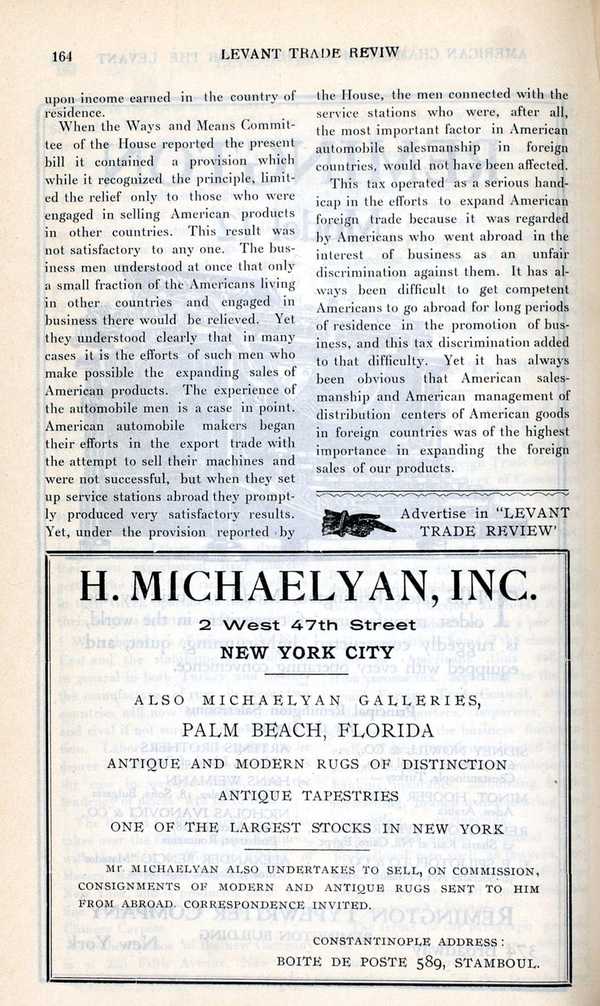 164
LEVANT TRADE REVIW
upon income earned in the country of
residence.
When the Ways and Means Commit-
tee of the House reported the present
bill it contained a provision which
while it recognized the principle, limit-
ed the relief only to those who were
engaged in selling American products
in other countries. This result was
not satisfactory to any one. The bus-
iness men understood at once that only
a small fraction of the Americans living
in other countries and engaged in
business there would be relieved. Yet
they understood clearly that in many
cases it is the efforts of such men who
make possible the expanding sales of
American products. The experience of
the automobile men is a case in point.
American automobile makers began
their efforts in the export trade with
the attempt to sell their machines and
were not successful, but when they set
up service stations abroad they prompt-
ly produced very satisfactory results.
Yet, under the provision reported by
the House, the men connected with the
service stations who were, after all,
the most important factor in American
automobile salesmanship in foreign
countries, would not have been affected.
This tax operated as a serious hand-
icap in the efforts to expand American
foreign trade because it was regarded
by Americans who went abroad in the
interest of business as an unfair
discrimination against them. It has al-
ways been difficult to get competent
Americans to go abroad for long periods
of residence in the promotion of bus-
iness, and this tax discrimination added
to that difficulty. Yet it has always
been obvious that American sales-
manship and American management of
distribution centers of American goods
in foreign countries was of the highest
importance in expanding the foreign
sales of our products.
Advertise in "LEVANT
TRADE REVIEW'
H. MICHAELYAN, INC.
2 West 47th Street
NEW YORK CITY
ALSO MICHAELYAN GALLERIES,
PALM BEACH, FLORIDA
ANTIQUE AND MODERN RUGS OF DISTINCTION
ANTIQUE TAPESTRIES
ONE OF THE LARGEST STOCKS IN NEW YORK
Mr. MICHAELYAN ALSO UNDERTAKES TO SELL, ON COMMISSION,
CONSIGNMENTS OF MODERN AND ANTIQUE RUGS SENT TO HIM
FROM ABROAD. CORRESPONDENCE INVITED.
CONSTANTINOPLE ADDRESS :
BOITE DE POSTE 589, STAMBOUL.